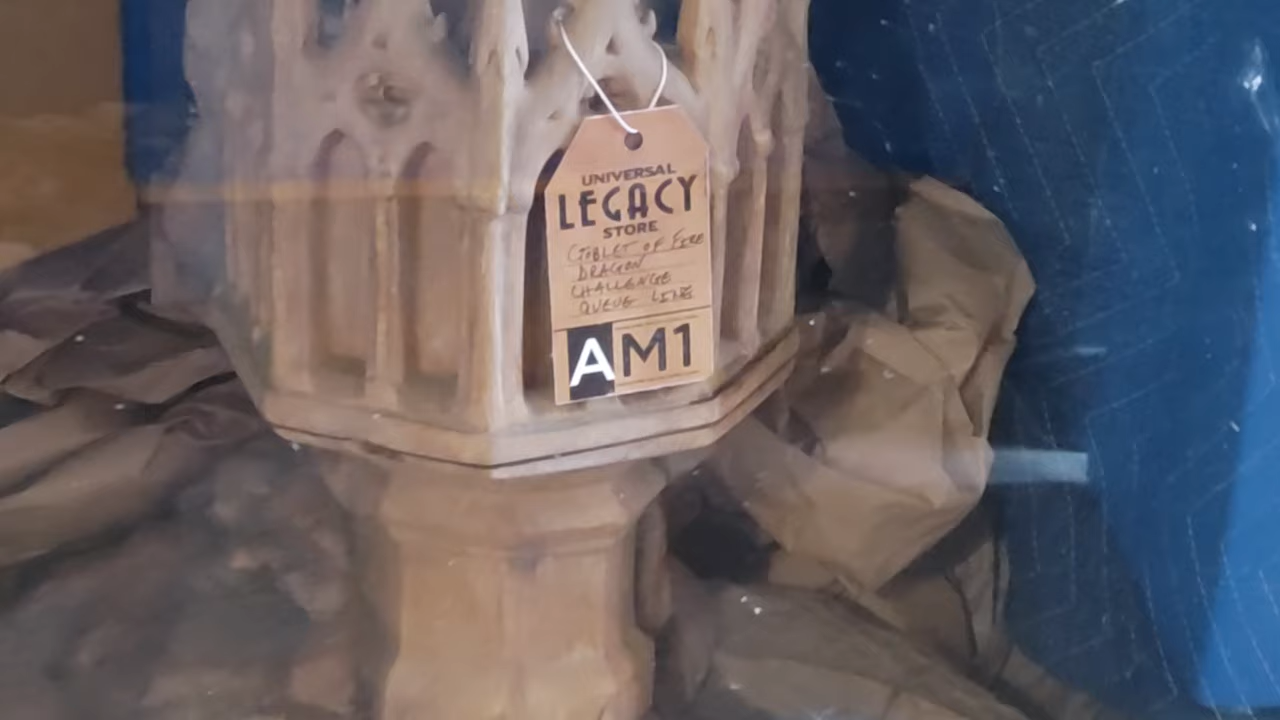 UNIVERSAL
LEGACY
STORE
GOBLET OF FIRE
DRAGON
CHALLENGE
QUEUE LINE
AM1